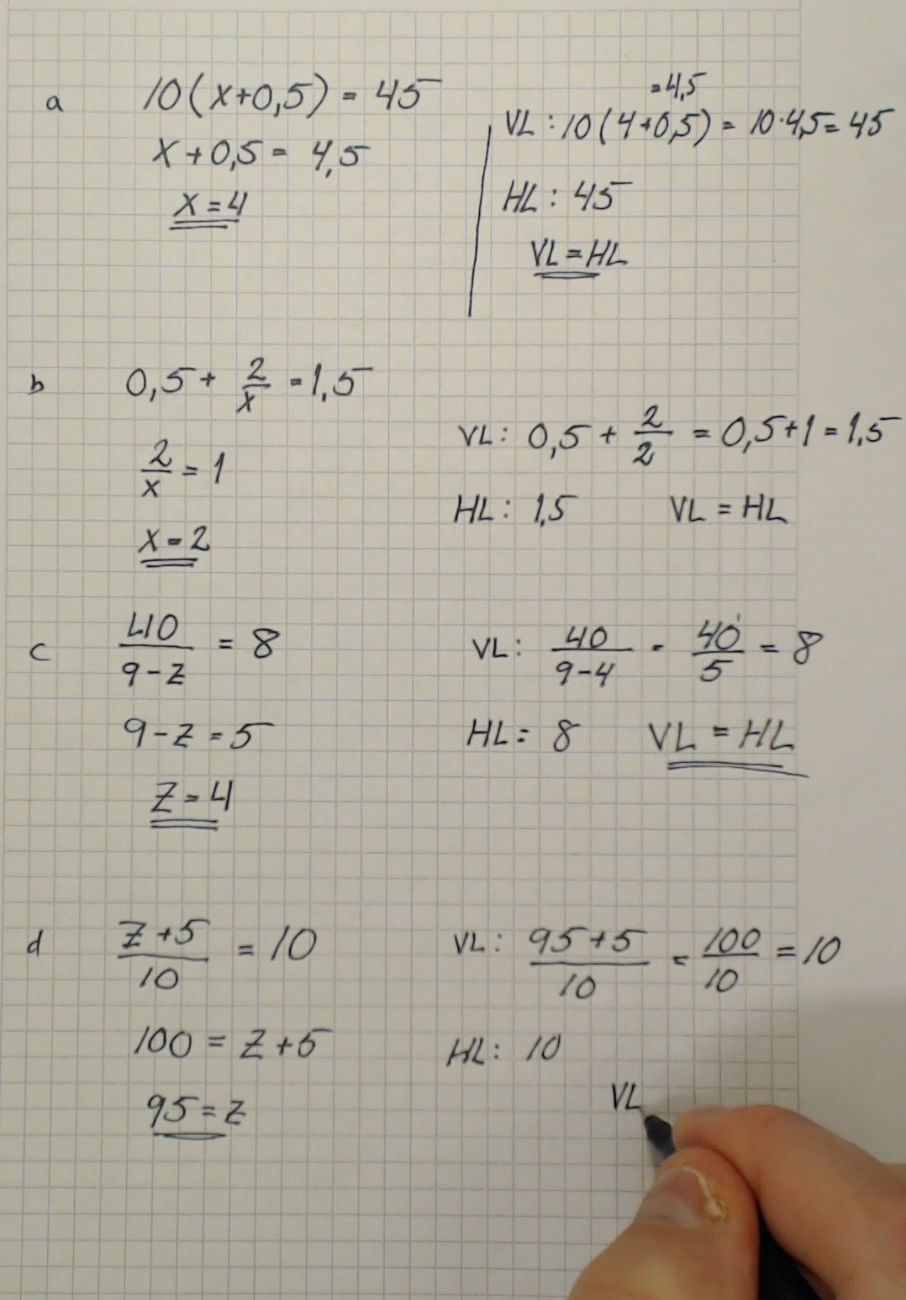 a 10(x+0,5) = 45
x+0,5 = 4,5
x=4
=4,5
VL: 10(4+0,5) = 10·4,5 = 45
HL: 45
VL=HL
b 0,5 + 2/x = 1,5
2/x = 1
x=2
VL: 0,5 + 2/2 = 0,5+1 = 1,5
HL: 1,5 VL = HL
c 40/(9-z) = 8
9-z = 5
z=4
VL: 40/(9-4) = 40/5 = 8
HL= 8 VL = HL
d (z+5)/10 = 10
100 = z+5
95=z
VL: (95+5)/10 = 100/10 = 10
HL: 10
VL